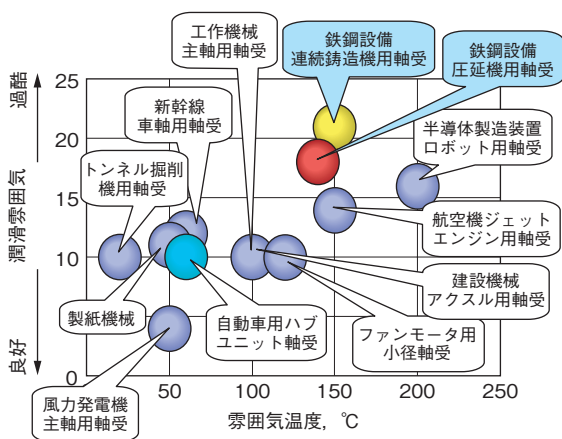 工作機械
主軸用軸受
鉄鋼設備
連続鋳造機用軸受
鉄鋼設備
圧延機用軸受
新幹線
車軸用軸受
半導体製造装置
ロボット用軸受
トンネル掘削
機用軸受
航空機ジェット
エンジン用軸受
製紙機械
自動車用ハブ
ユニット軸受
ファンモータ用
小径軸受
建設機械
アクスル用軸受
風力発電機
主軸用軸受
過酷
潤滑雰囲気
良好
25
20
15
10
5
0
50
100
150
200
250
雰囲気温度，℃